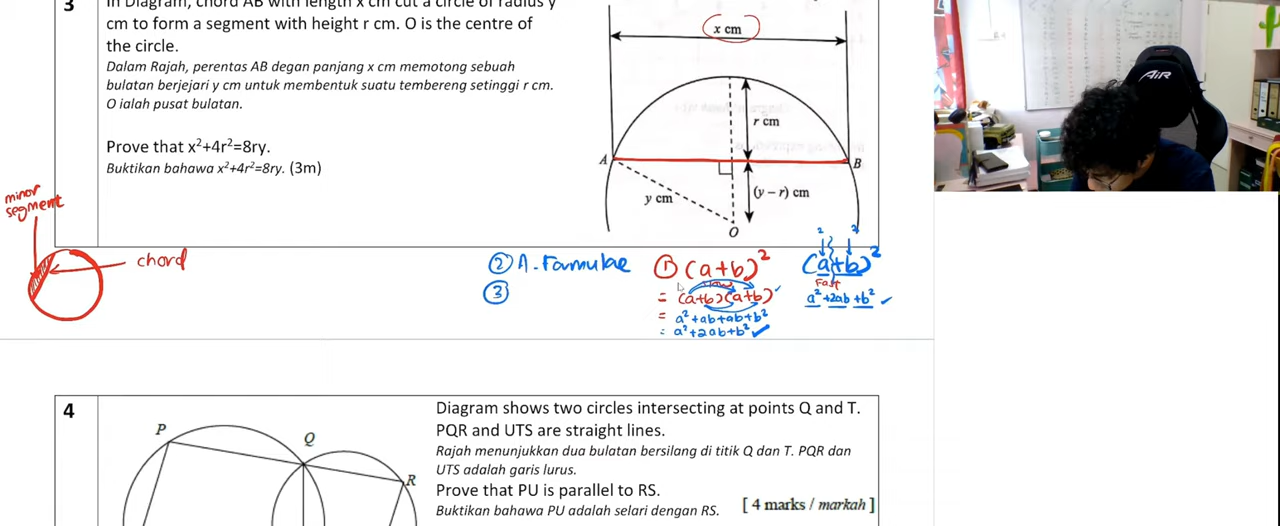 3
In Diagram, chord AB with length x cm cut a circle of radius y
cm to form a segment with height r cm. O is the centre of
the circle.
Dalam Rajah, perentas AB degan panjang x cm memotong sebuah
bulatan berjejari y cm untuk membentuk suatu tembereng setinggi r cm.
O ialah pusat bulatan.
Prove that x²+4r²=8ry.
Buktikan bahawa x²+4r²=8ry. (3m)
x cm
r cm
A
B
y cm
(y – r) cm
O
minor
segment
chord
② A. Formulae
③
① (a+b)²
= (a+b)(a+b)
= a²+ab+ab+b²
= a²+2ab+b²
2 2
(a+b)²
Fast
a²+2ab+b²
AiR
4
P
Q
R
Diagram shows two circles intersecting at points Q and T.
PQR and UTS are straight lines.
Rajah menunjukkan dua bulatan bersilang di titik Q dan T. PQR dan
UTS adalah garis lurus.
Prove that PU is parallel to RS.
Buktikan bahawa PU adalah selari dengan RS.
[ 4 marks / markah ]